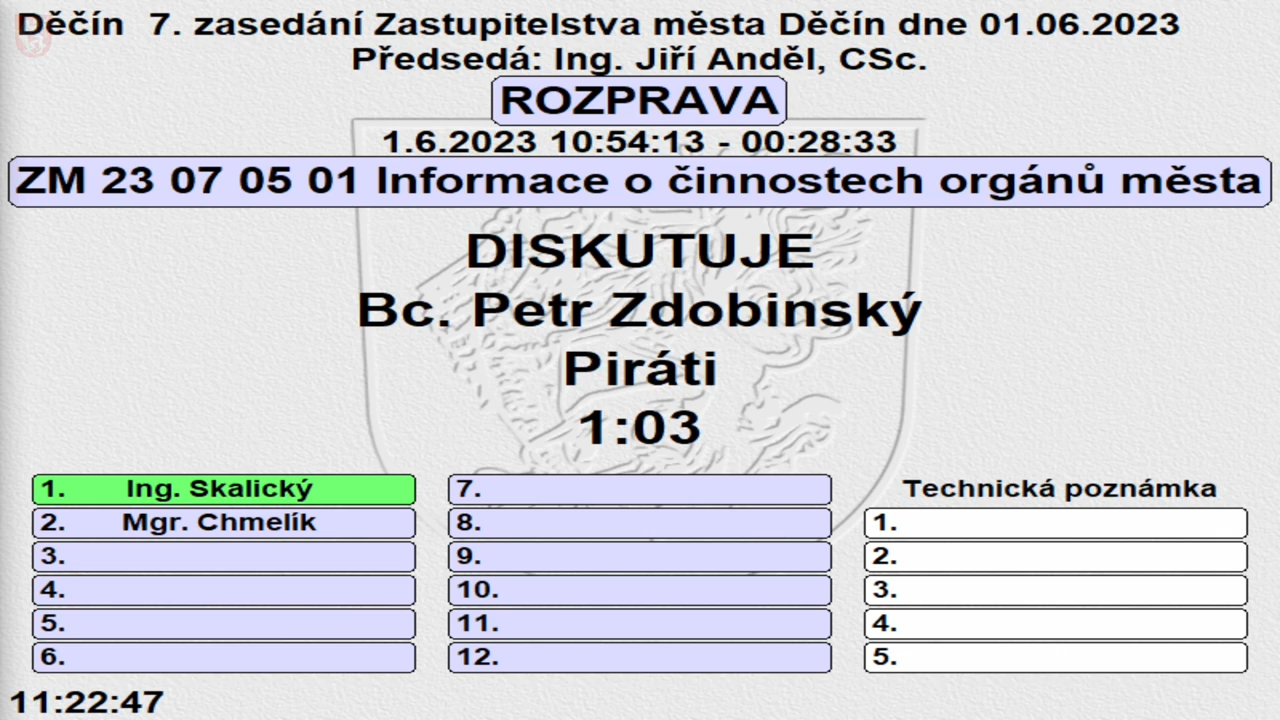 Děčín 7. zasedání Zastupitelstva města Děčín dne 01.06.2023
Předsedá: Ing. Jiří Anděl, CSc.
ROZPRAVA
1.6.2023 10:54:13 - 00:28:33
ZM 23 07 05 01 Informace o činnostech orgánů města
DISKUTUJE
Bc. Petr Zdobinský
Piráti
1:03
1. Ing. Skalický
2. Mgr. Chmelík
3.
4.
5.
6.
7.
8.
9.
10.
11.
12.
Technická poznámka
1.
2.
3.
4.
5.
11:22:47